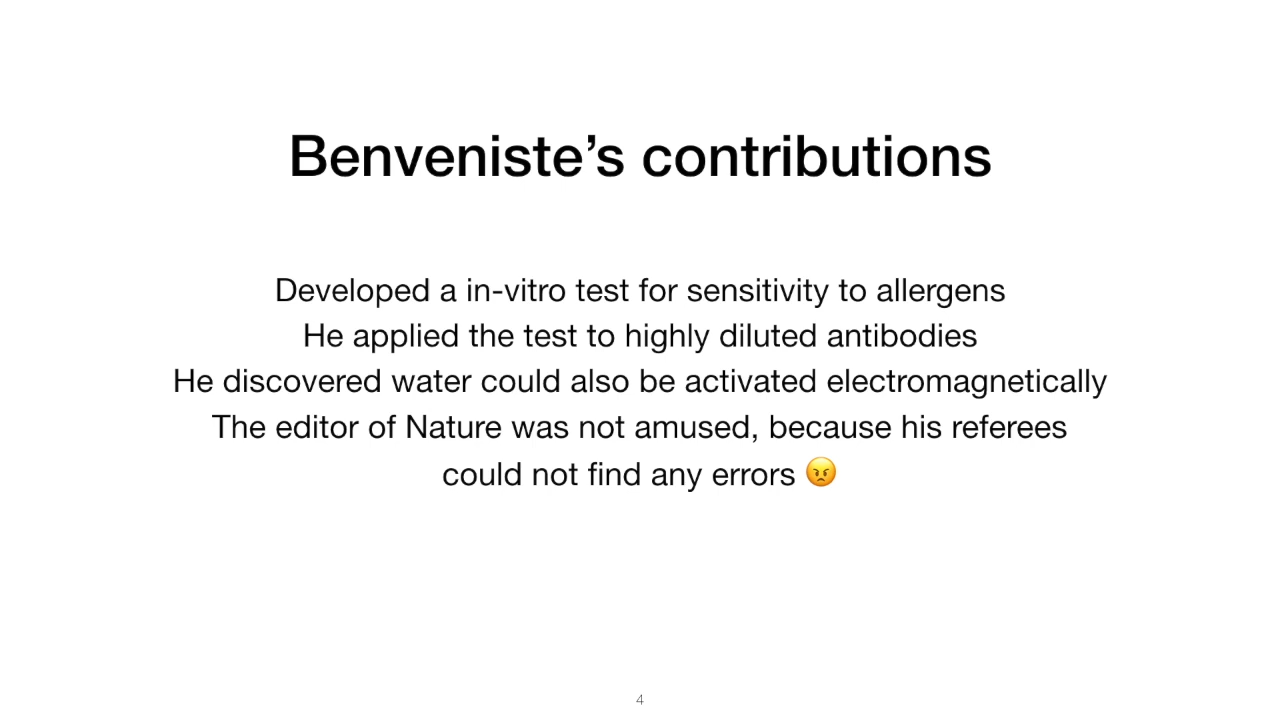 Benveniste’s contributions
Developed a in-vitro test for sensitivity to allergens
He applied the test to highly diluted antibodies
He discovered water could also be activated electromagnetically
The editor of Nature was not amused, because his referees
could not find any errors 😠
4